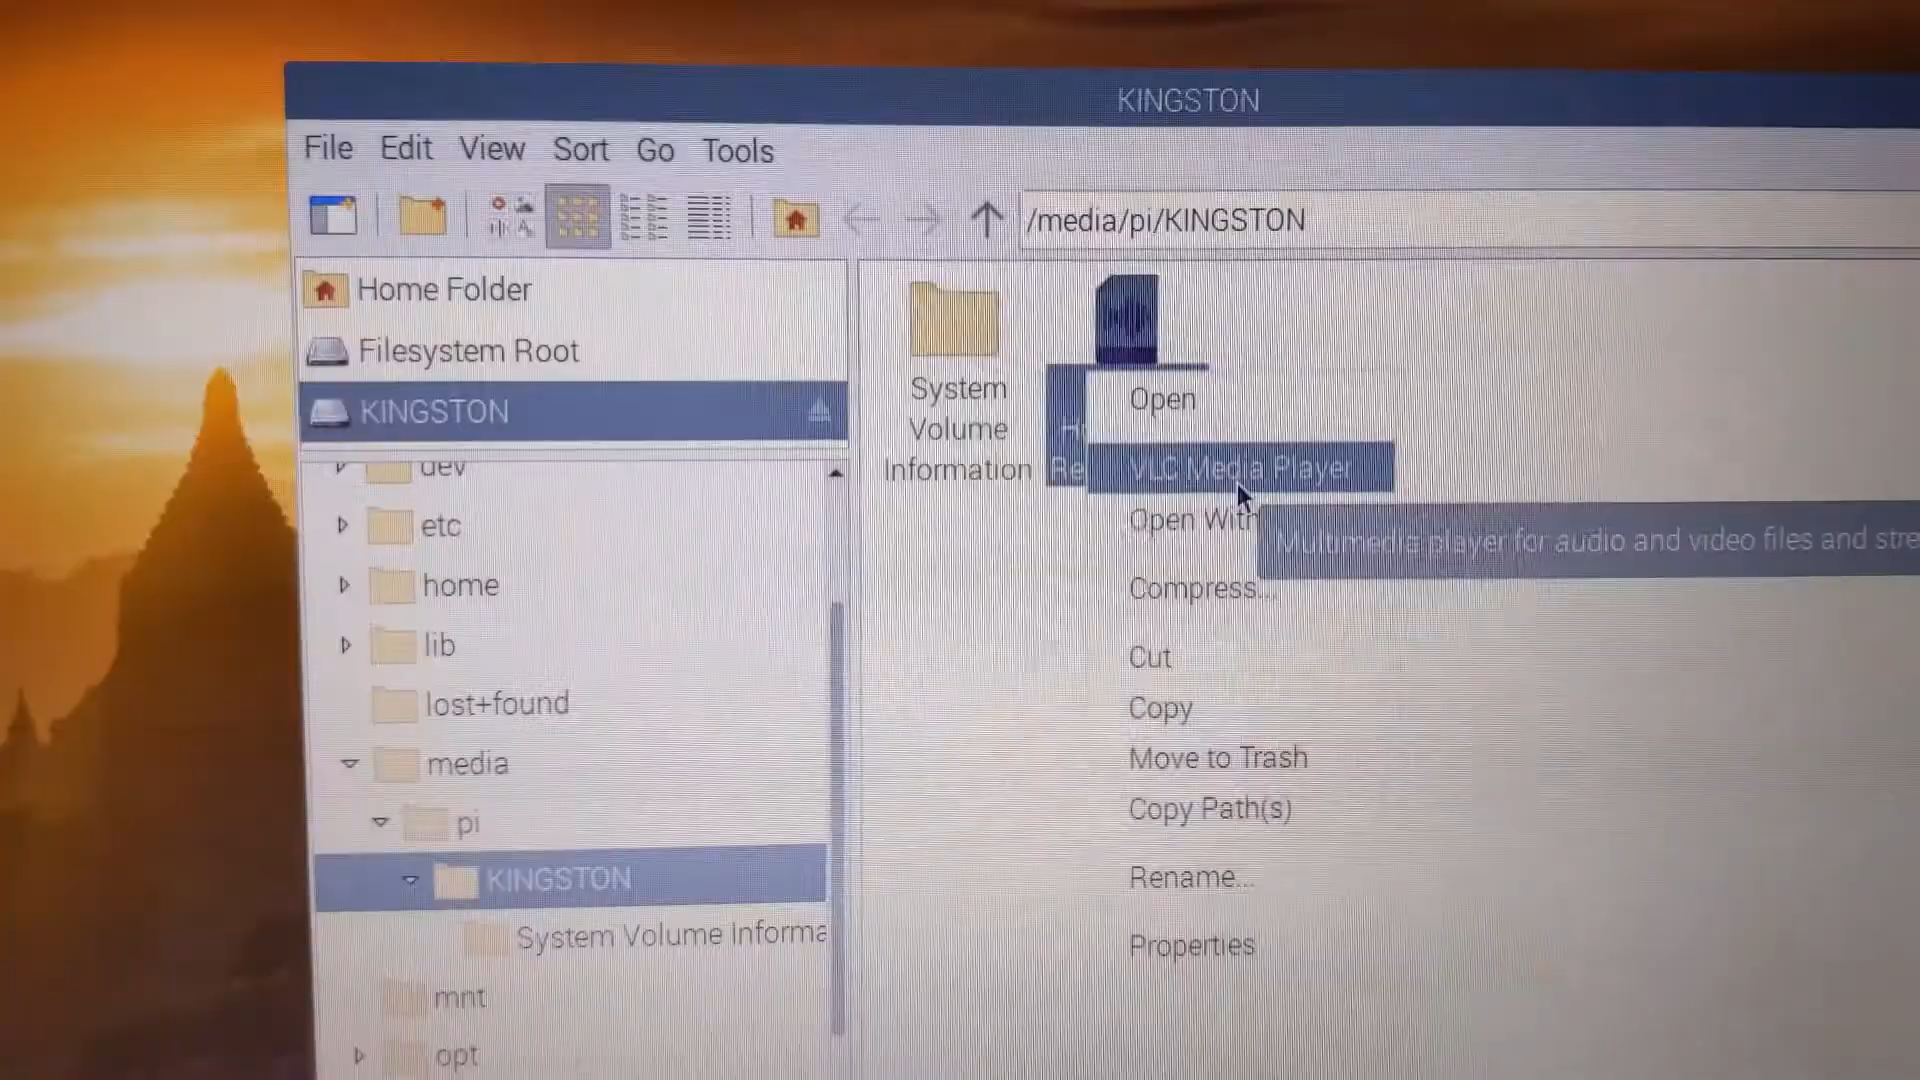 KINGSTON
File Edit View Sort Go Tools
/media/pi/KINGSTON
Home Folder
Filesystem Root
KINGSTON
dev
etc
home
lib
lost+found
media
pi
KINGSTON
System Volume Informa
mnt
opt
System
Volume
Information
Re
Open
VLC Media Player
Open With
Multimedia player for audio and video files and stre
Compress...
Cut
Copy
Move to Trash
Copy Path(s)
Rename...
Properties